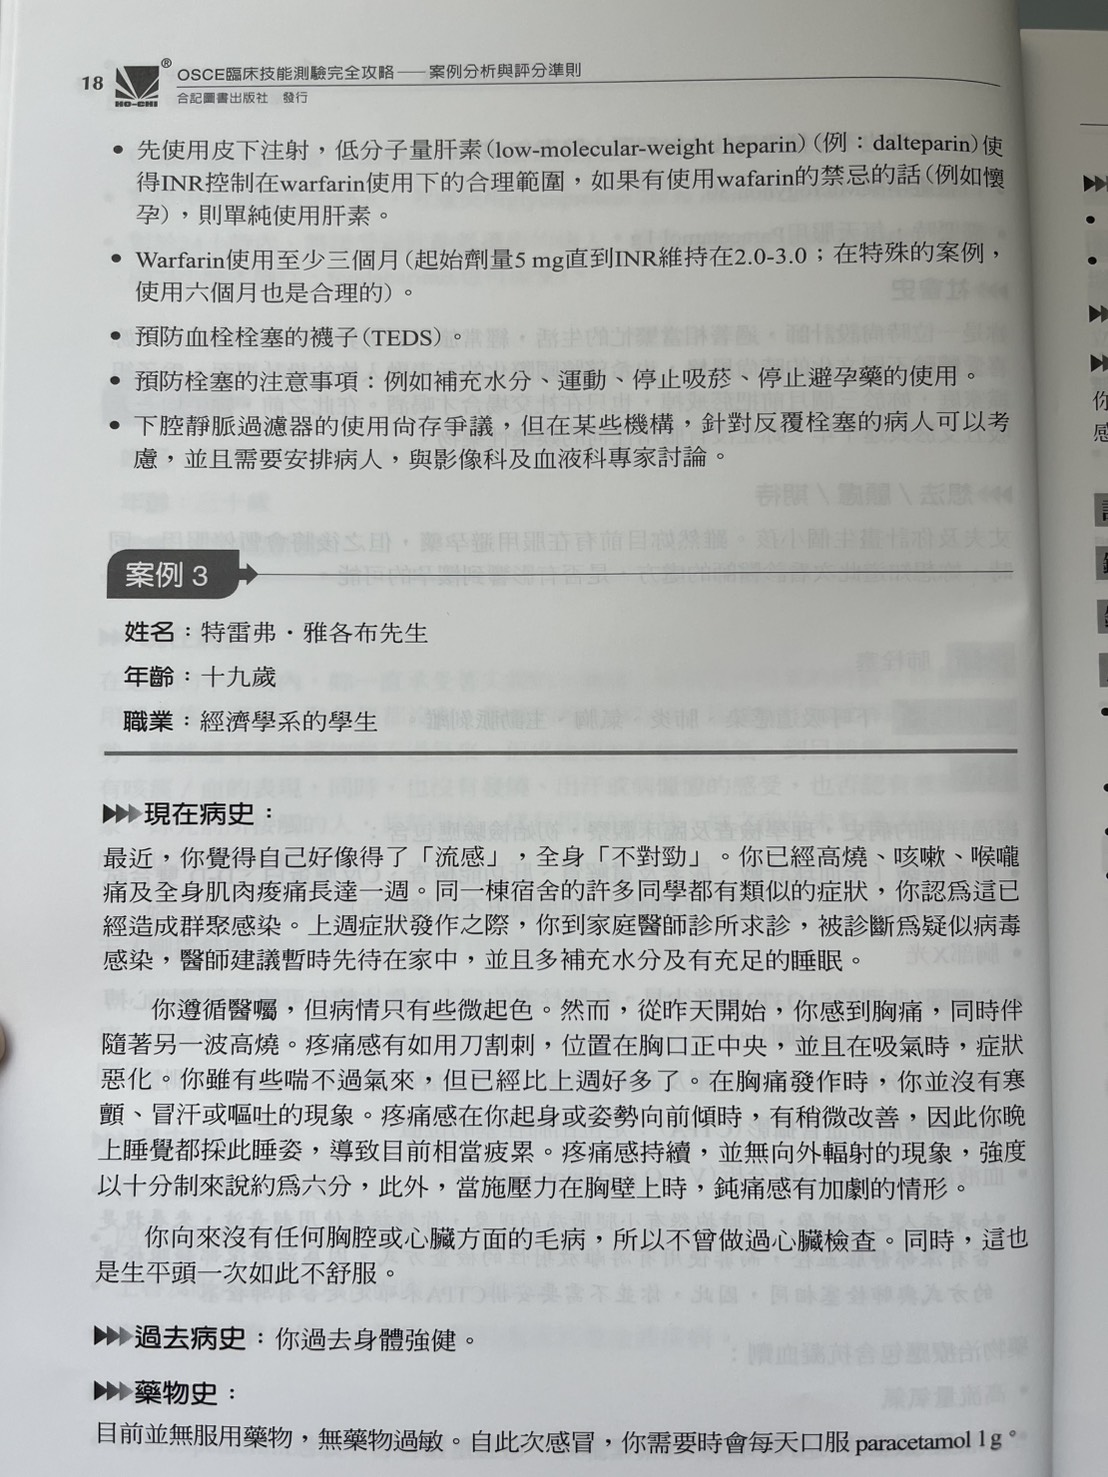 18 HO-CHI ® OSCE臨床技能測驗完全攻略——案例分析與評分準則
合記圖書出版社 發行
• 先使用皮下注射，低分子量肝素(low-molecular-weight heparin)(例：dalteparin)使
得INR控制在warfarin使用下的合理範圍，如果有使用wafarin的禁忌的話(例如懷
孕)，則單純使用肝素。
• Warfarin使用至少三個月(起始劑量5 mg直到INR維持在2.0-3.0；在特殊的案例，
使用六個月也是合理的)。
• 預防血栓栓塞的襪子(TEDS)。
• 預防栓塞的注意事項：例如補充水分、運動、停止吸菸、停止避孕藥的使用。
• 下腔靜脈過濾器的使用尚存爭議，但在某些機構，針對反覆栓塞的病人可以考
慮，並且需要安排病人，與影像科及血液科專家討論。
案例 3
姓名：特雷弗・雅各布先生
年齡：十九歲
職業：經濟學系的學生
現在病史：
最近，你覺得自己好像得了「流感」，全身「不對勁」。你已經高燒、咳嗽、喉嚨
痛及全身肌肉痠痛長達一週。同一棟宿舍的許多同學都有類似的症狀，你認為這已
經造成群聚感染。上週症狀發作之際，你到家庭醫師診所求診，被診斷為疑似病毒
感染，醫師建議暫時先待在家中，並且多補充水分及有充足的睡眠。
你遵循醫囑，但病情只有些微起色。然而，從昨天開始，你感到胸痛，同時伴
隨著另一波高燒。疼痛感有如用刀割刺，位置在胸口正中央，並且在吸氣時，症狀
惡化。你雖有些喘不過氣來，但已經比上週好多了。在胸痛發作時，你並沒有寒
顫、冒汗或嘔吐的現象。疼痛感在你起身或姿勢向前傾時，有稍微改善，因此你晚
上睡覺都採此睡姿，導致目前相當疲累。疼痛感持續，並無向外輻射的現象，強度
以十分制來說約為六分，此外，當施壓力在胸壁上時，鈍痛感有加劇的情形。
你向來沒有任何胸腔或心臟方面的毛病，所以不曾做過心臟檢查。同時，這也
是生平頭一次如此不舒服。
過去病史：你過去身體強健。
藥物史：
目前並無服用藥物，無藥物過敏。自此次感冒，你需要時會每天口服 paracetamol 1 g。